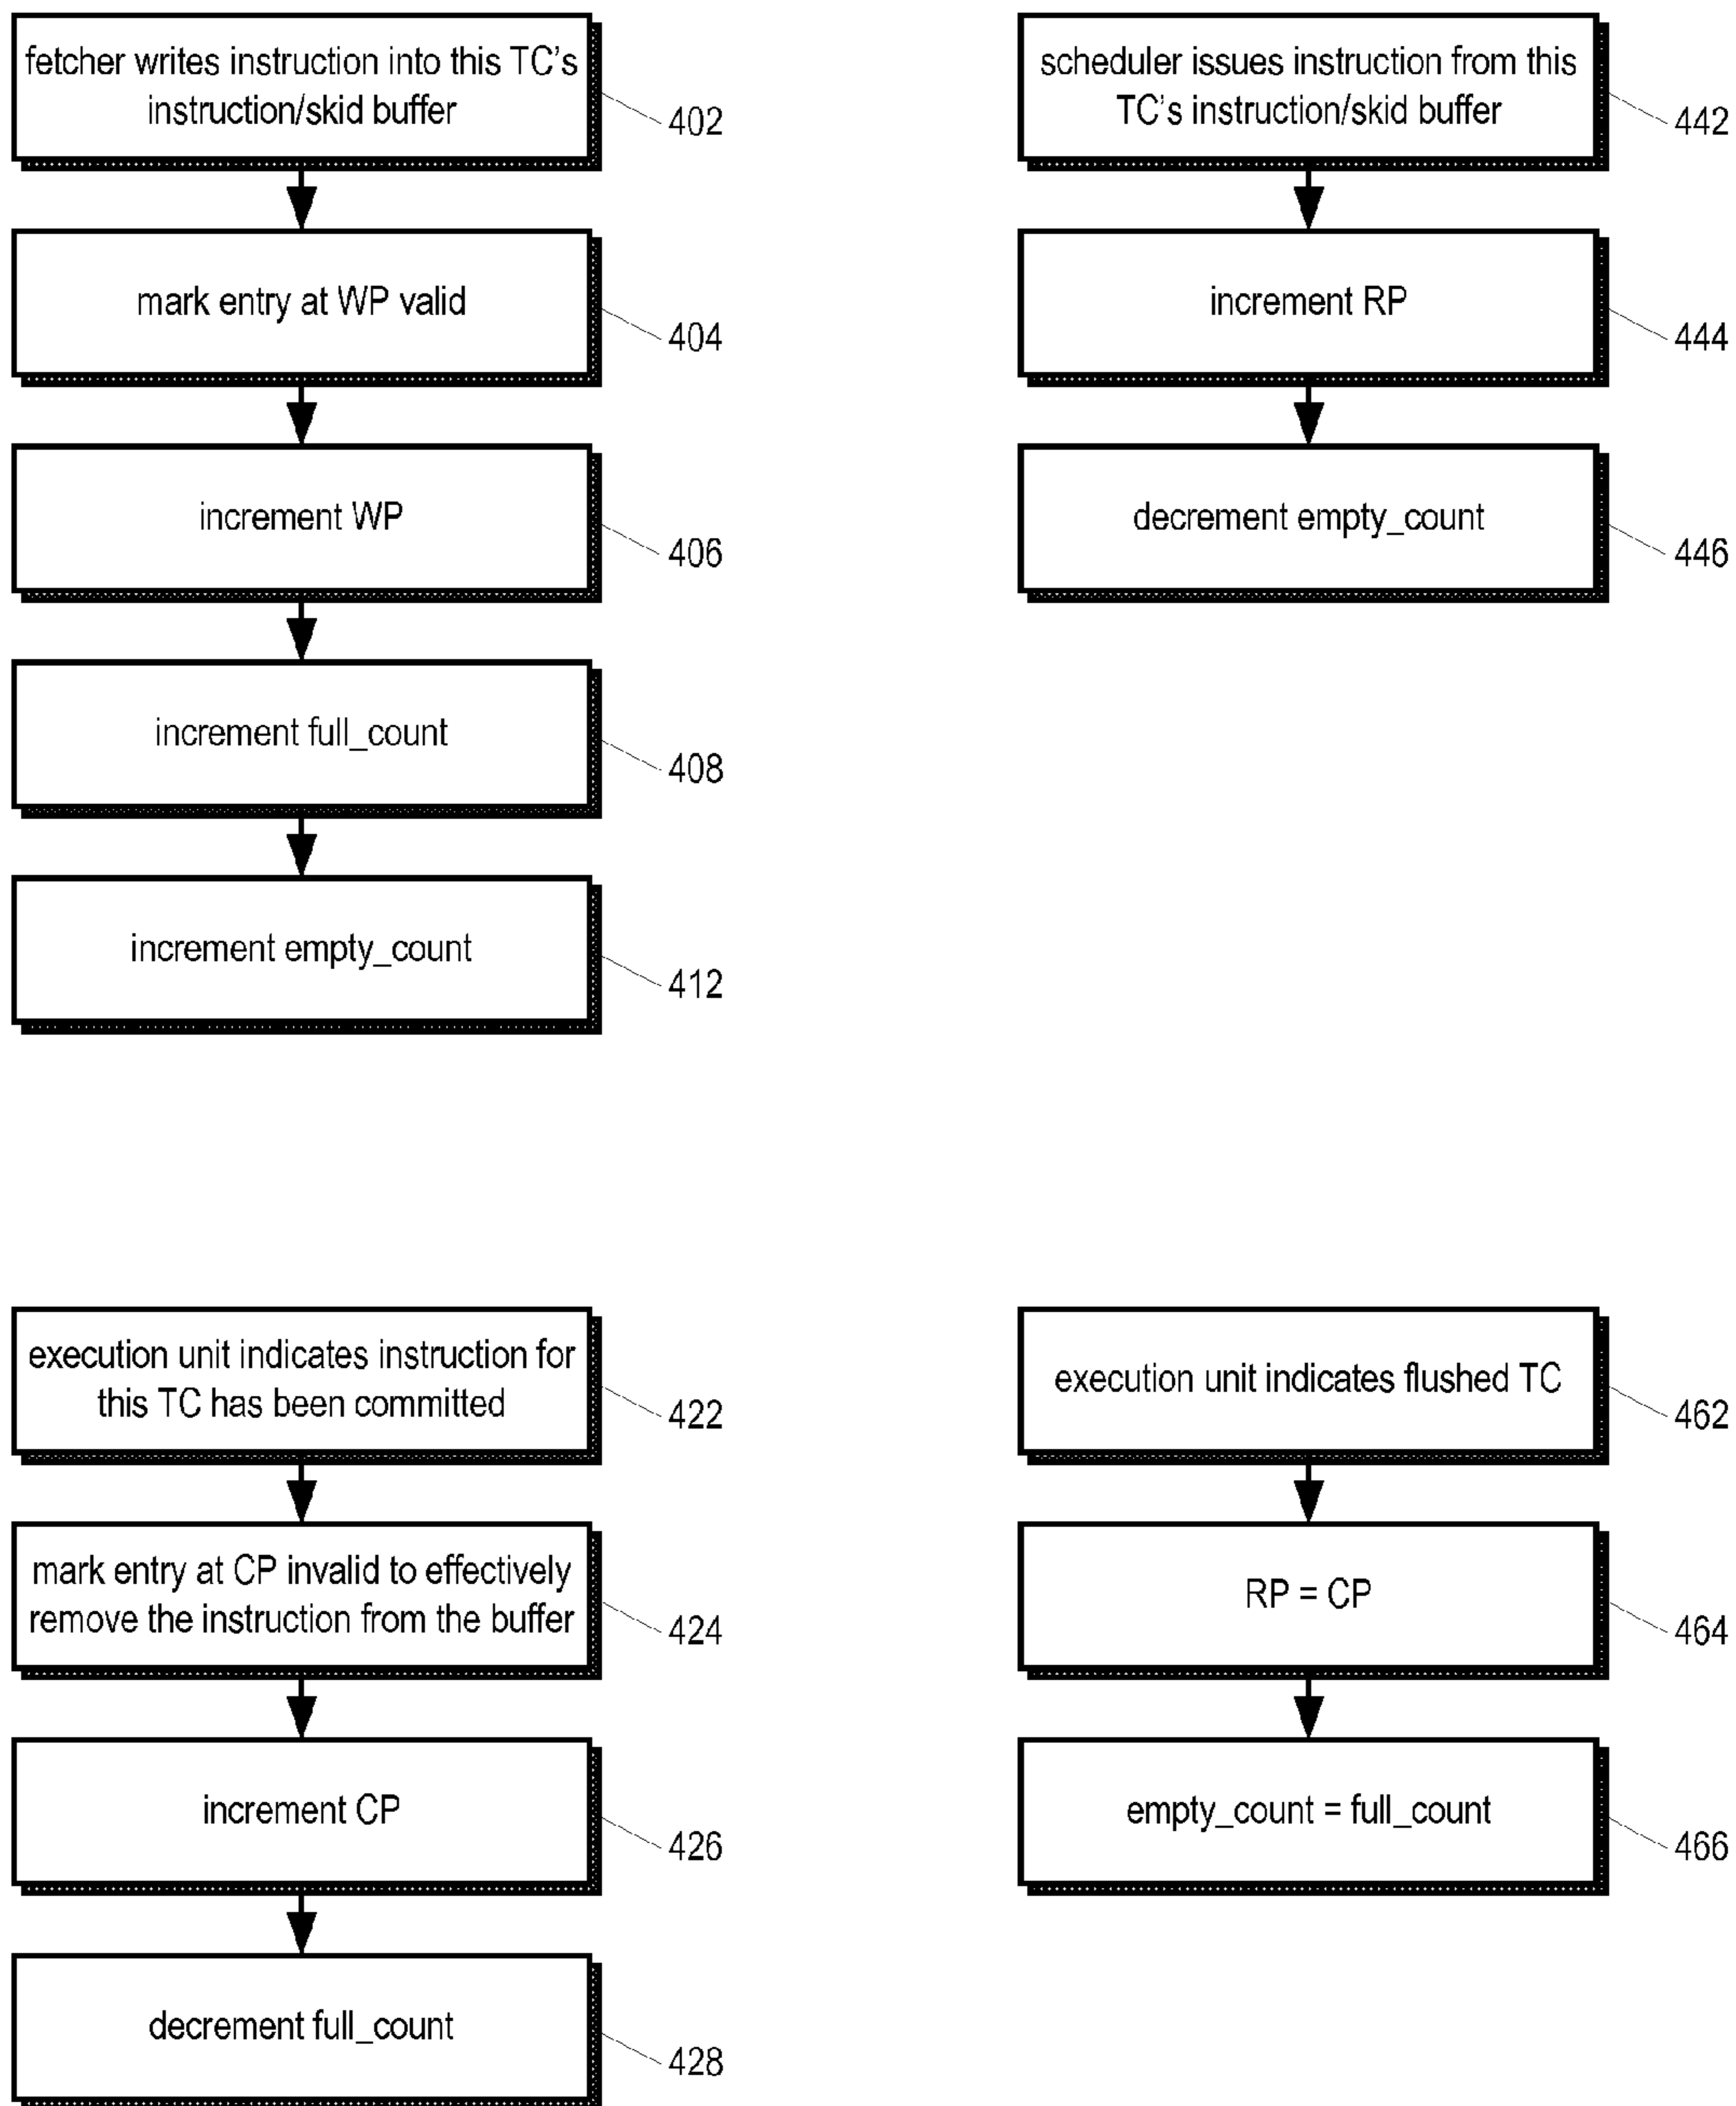 fetcher writes instruction into this TC's
instruction/skid buffer
402
mark entry at WP valid
404
increment WP
406
increment full_count
408
increment empty_count
412
scheduler issues instruction from this
TC's instruction/skid buffer
442
increment RP
444
decrement empty_count
446
execution unit indicates instruction for
this TC has been committed
422
mark entry at CP invalid to effectively
remove the instruction from the buffer
424
increment CP
426
decrement full_count
428
execution unit indicates flushed TC
462
RP = CP
464
empty_count = full_count
466